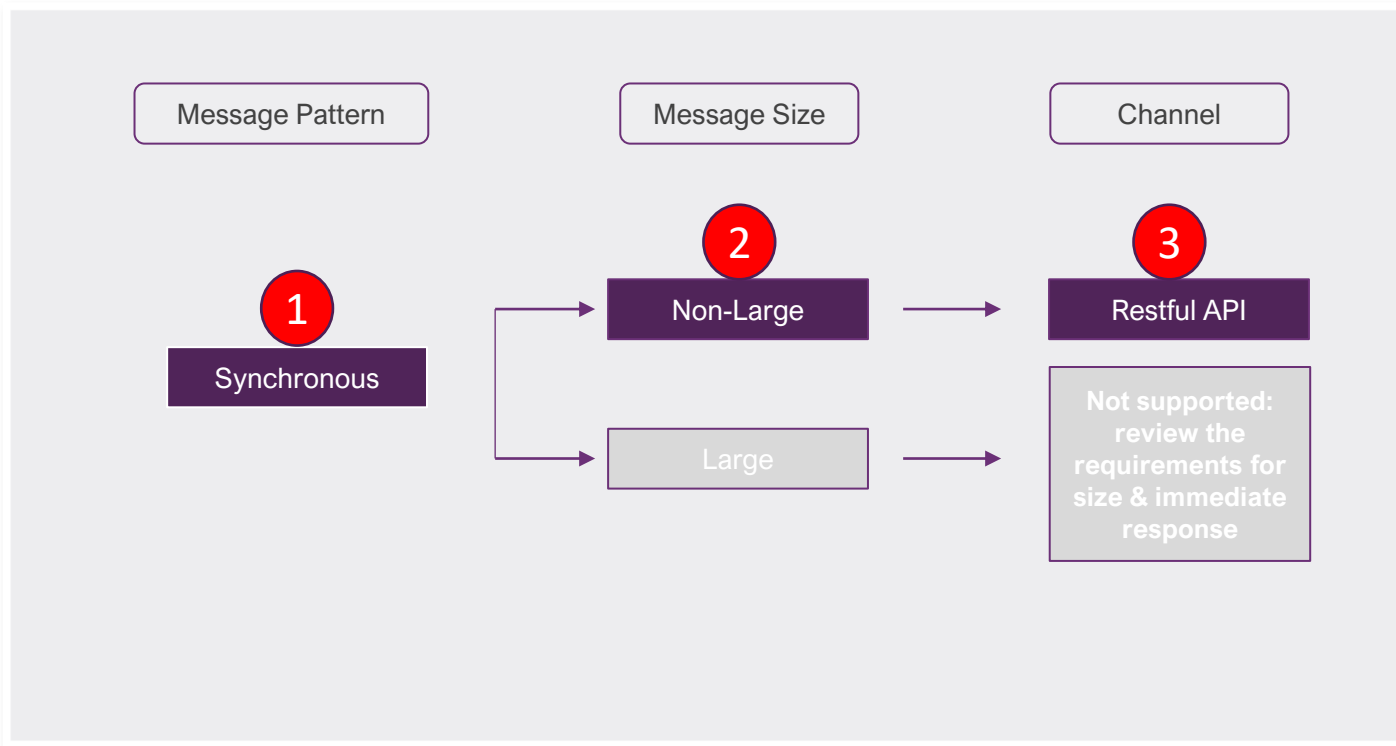 Message Pattern
Message Size
Channel
1
Synchronous
2
Non-Large
3
Restful API
Large
Not supported:
review the
requirements for
size & immediate
response